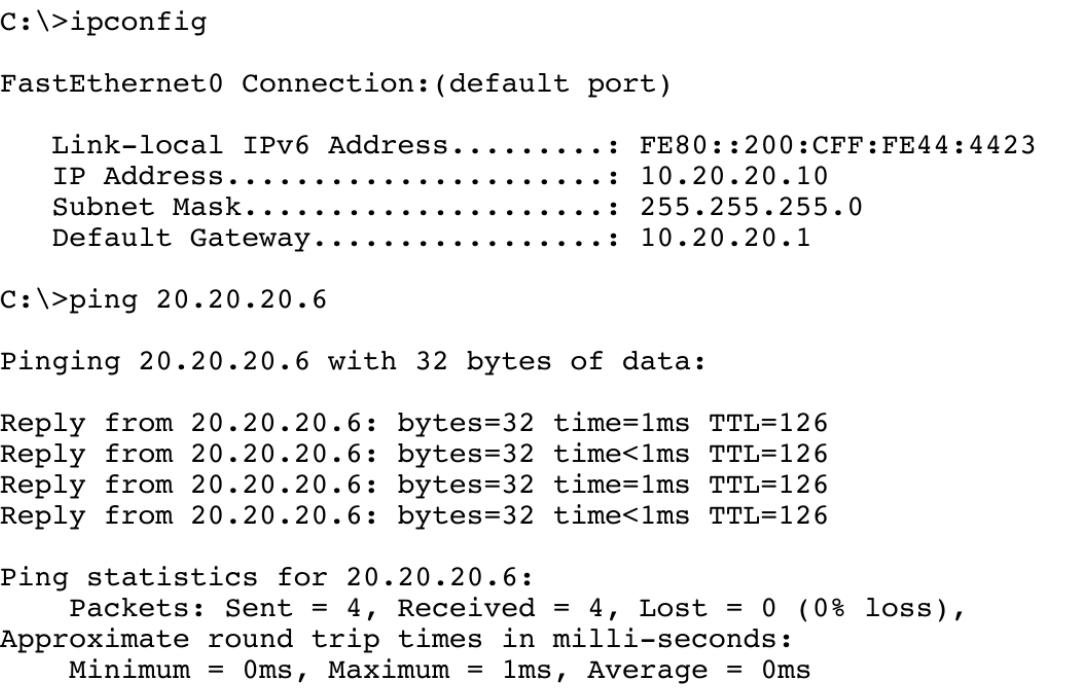 C:\>ipconfig
FastEthernet0 Connection:(default port)
Link-local IPv6 Address.........: FE80::200:CFF:FE44:4423
IP Address......................: 10.20.20.10
Subnet Mask.....................: 255.255.255.0
Default Gateway.................: 10.20.20.1
C:\>ping 20.20.20.6
Pinging 20.20.20.6 with 32 bytes of data:
Reply from 20.20.20.6: bytes=32 time=1ms TTL=126
Reply from 20.20.20.6: bytes=32 time<1ms TTL=126
Reply from 20.20.20.6: bytes=32 time=1ms TTL=126
Reply from 20.20.20.6: bytes=32 time<1ms TTL=126
Ping statistics for 20.20.20.6:
Packets: Sent = 4, Received = 4, Lost = 0 (0% loss),
Approximate round trip times in milli-seconds:
Minimum = 0ms, Maximum = 1ms, Average = 0ms